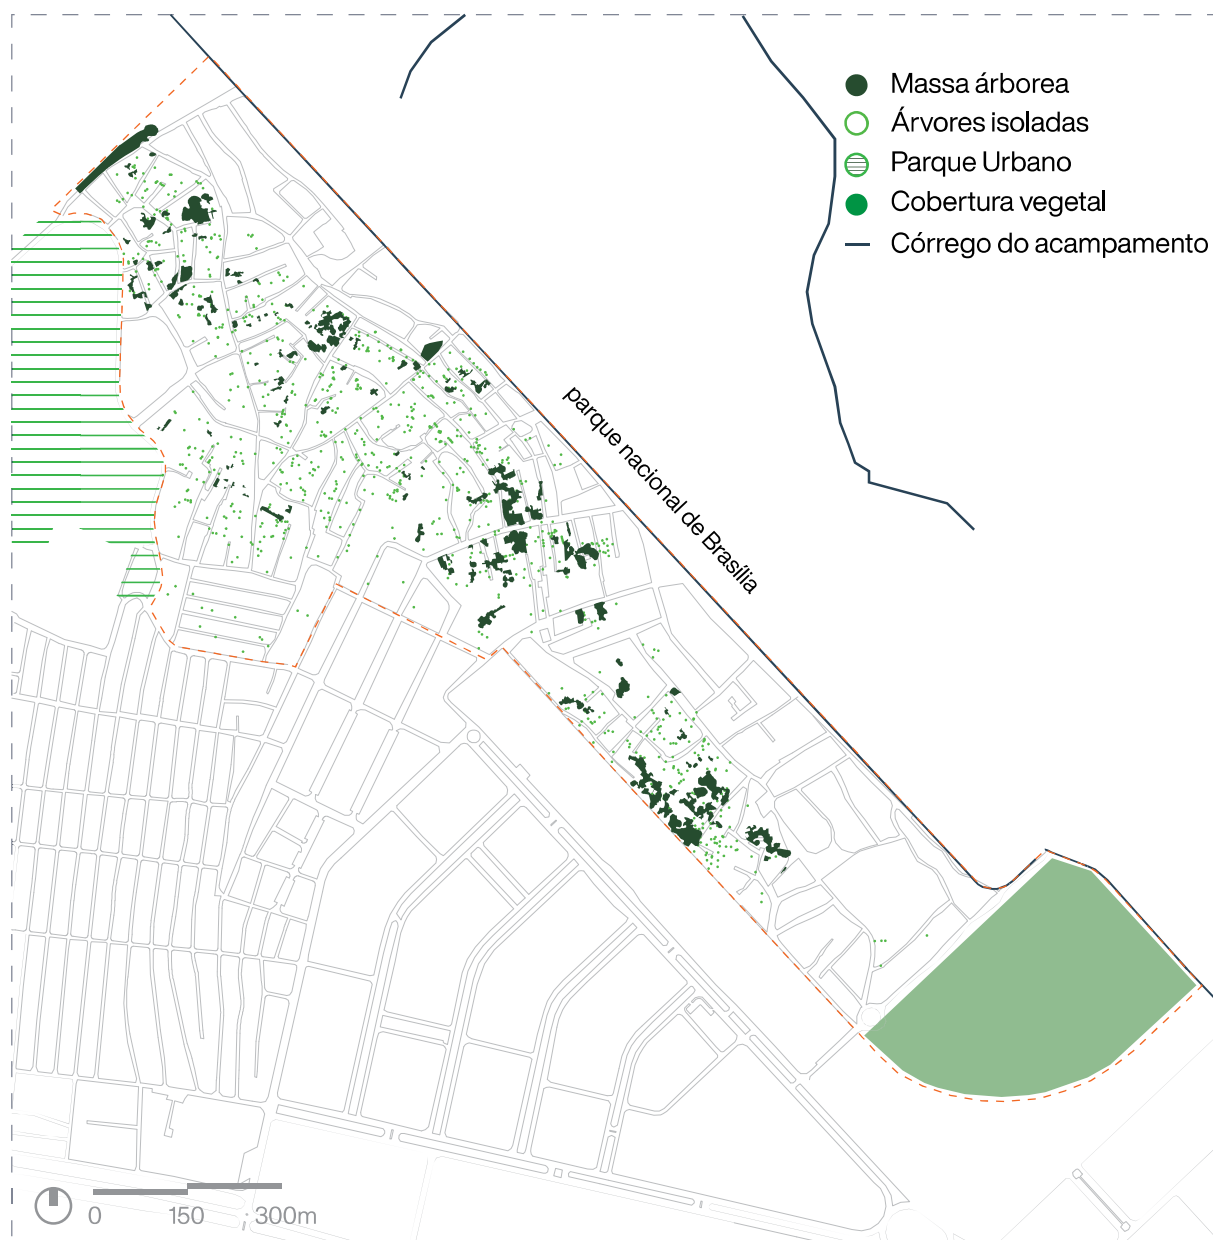 Massa árborea
Árvores isoladas
Parque Urbano
Cobertura vegetal
Córrego do acampamento
parque nacional de Brasília
0 150 300m